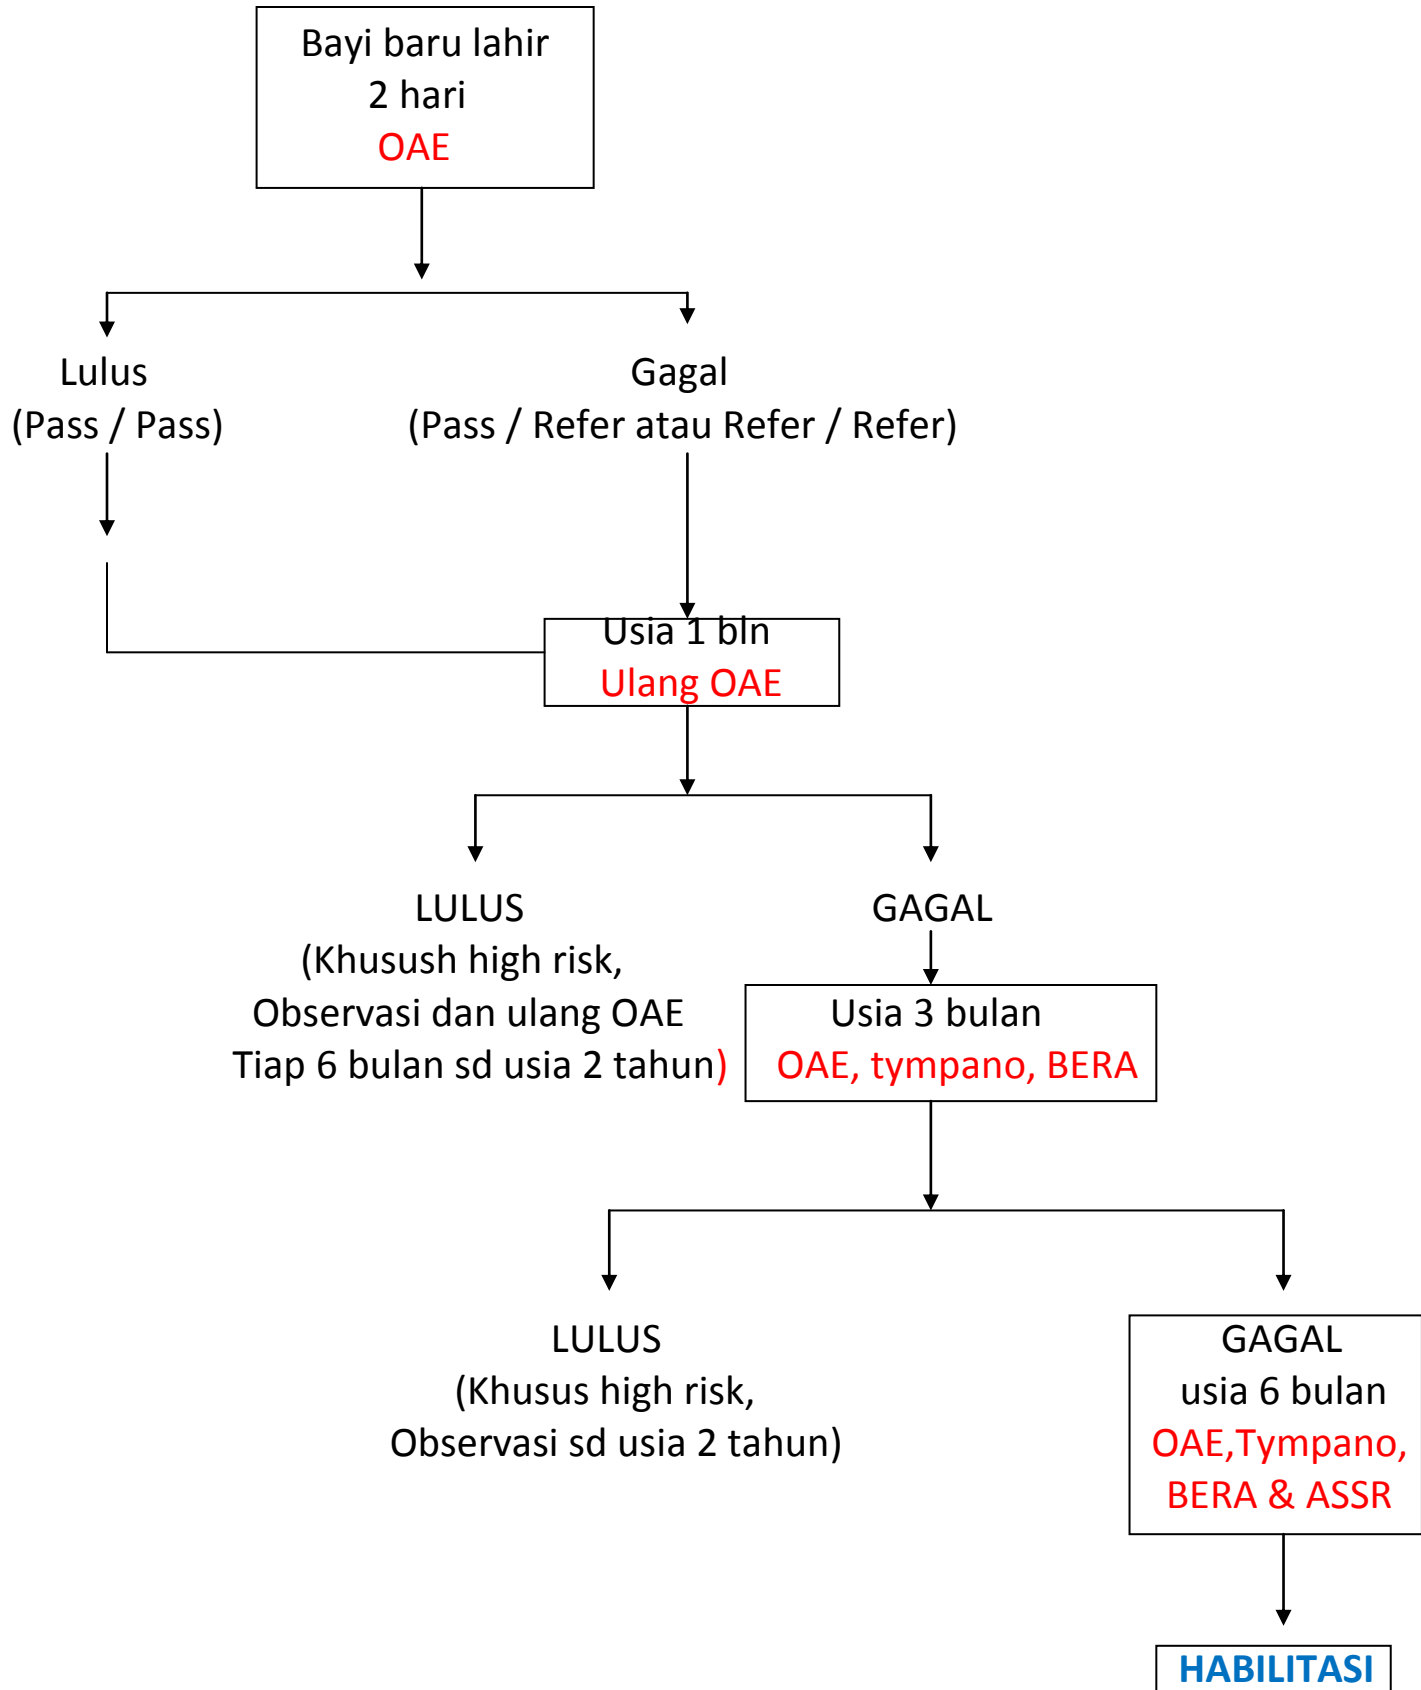 Bayi baru lahir
2 hari
OAE
Lulus
(Pass / Pass)
Gagal
(Pass / Refer atau Refer / Refer)
Usia 1 bln
Ulang OAE
LULUS
(Khusush high risk,
Observasi dan ulang OAE
Tiap 6 bulan sd usia 2 tahun)
GAGAL
Usia 3 bulan
OAE, tympano, BERA
LULUS
(Khusus high risk,
Observasi sd usia 2 tahun)
GAGAL
usia 6 bulan
OAE,Tympano,
BERA & ASSR
HABILITASI